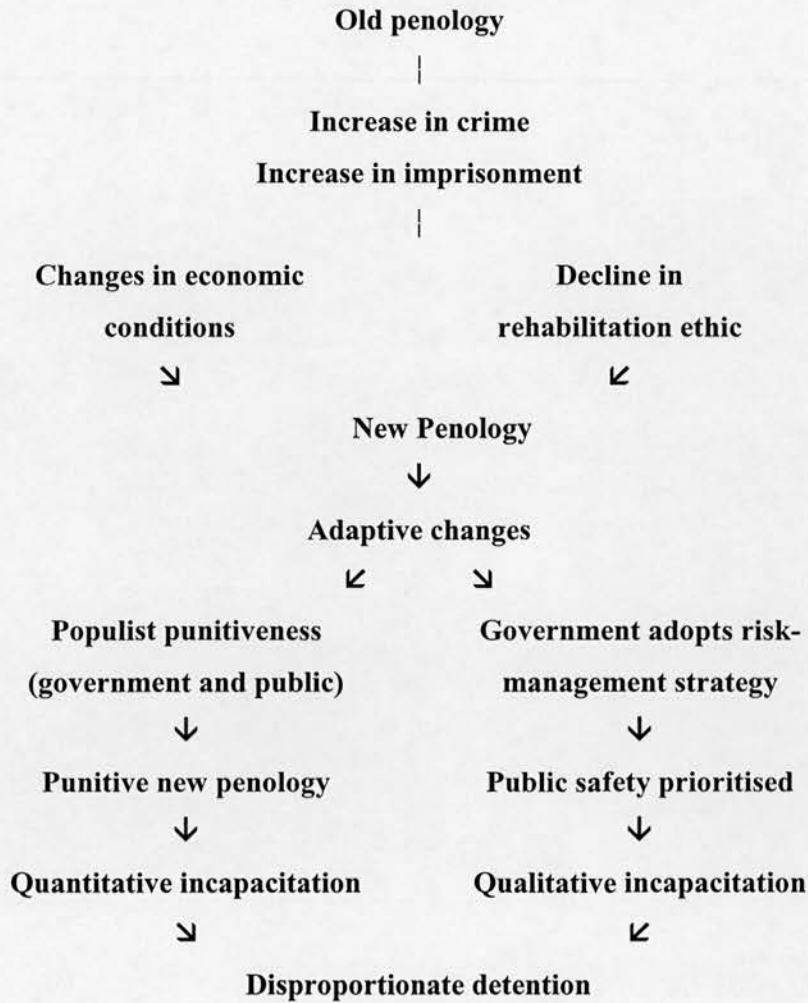 Old penology
Increase in crime
Increase in imprisonment
Changes in economic
conditions
Decline in
rehabilitation ethic
New Penology
Adaptive changes
Populist punitiveness
(government and public)
Government adopts risk-
management strategy
Punitive new penology
Public safety prioritised
Quantitative incapacitation
Qualitative incapacitation
Disproportionate detention